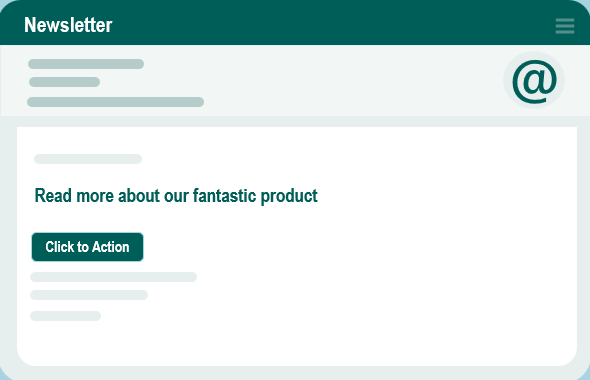 Newsletter
@
Read more about our fantastic product
Click to Action